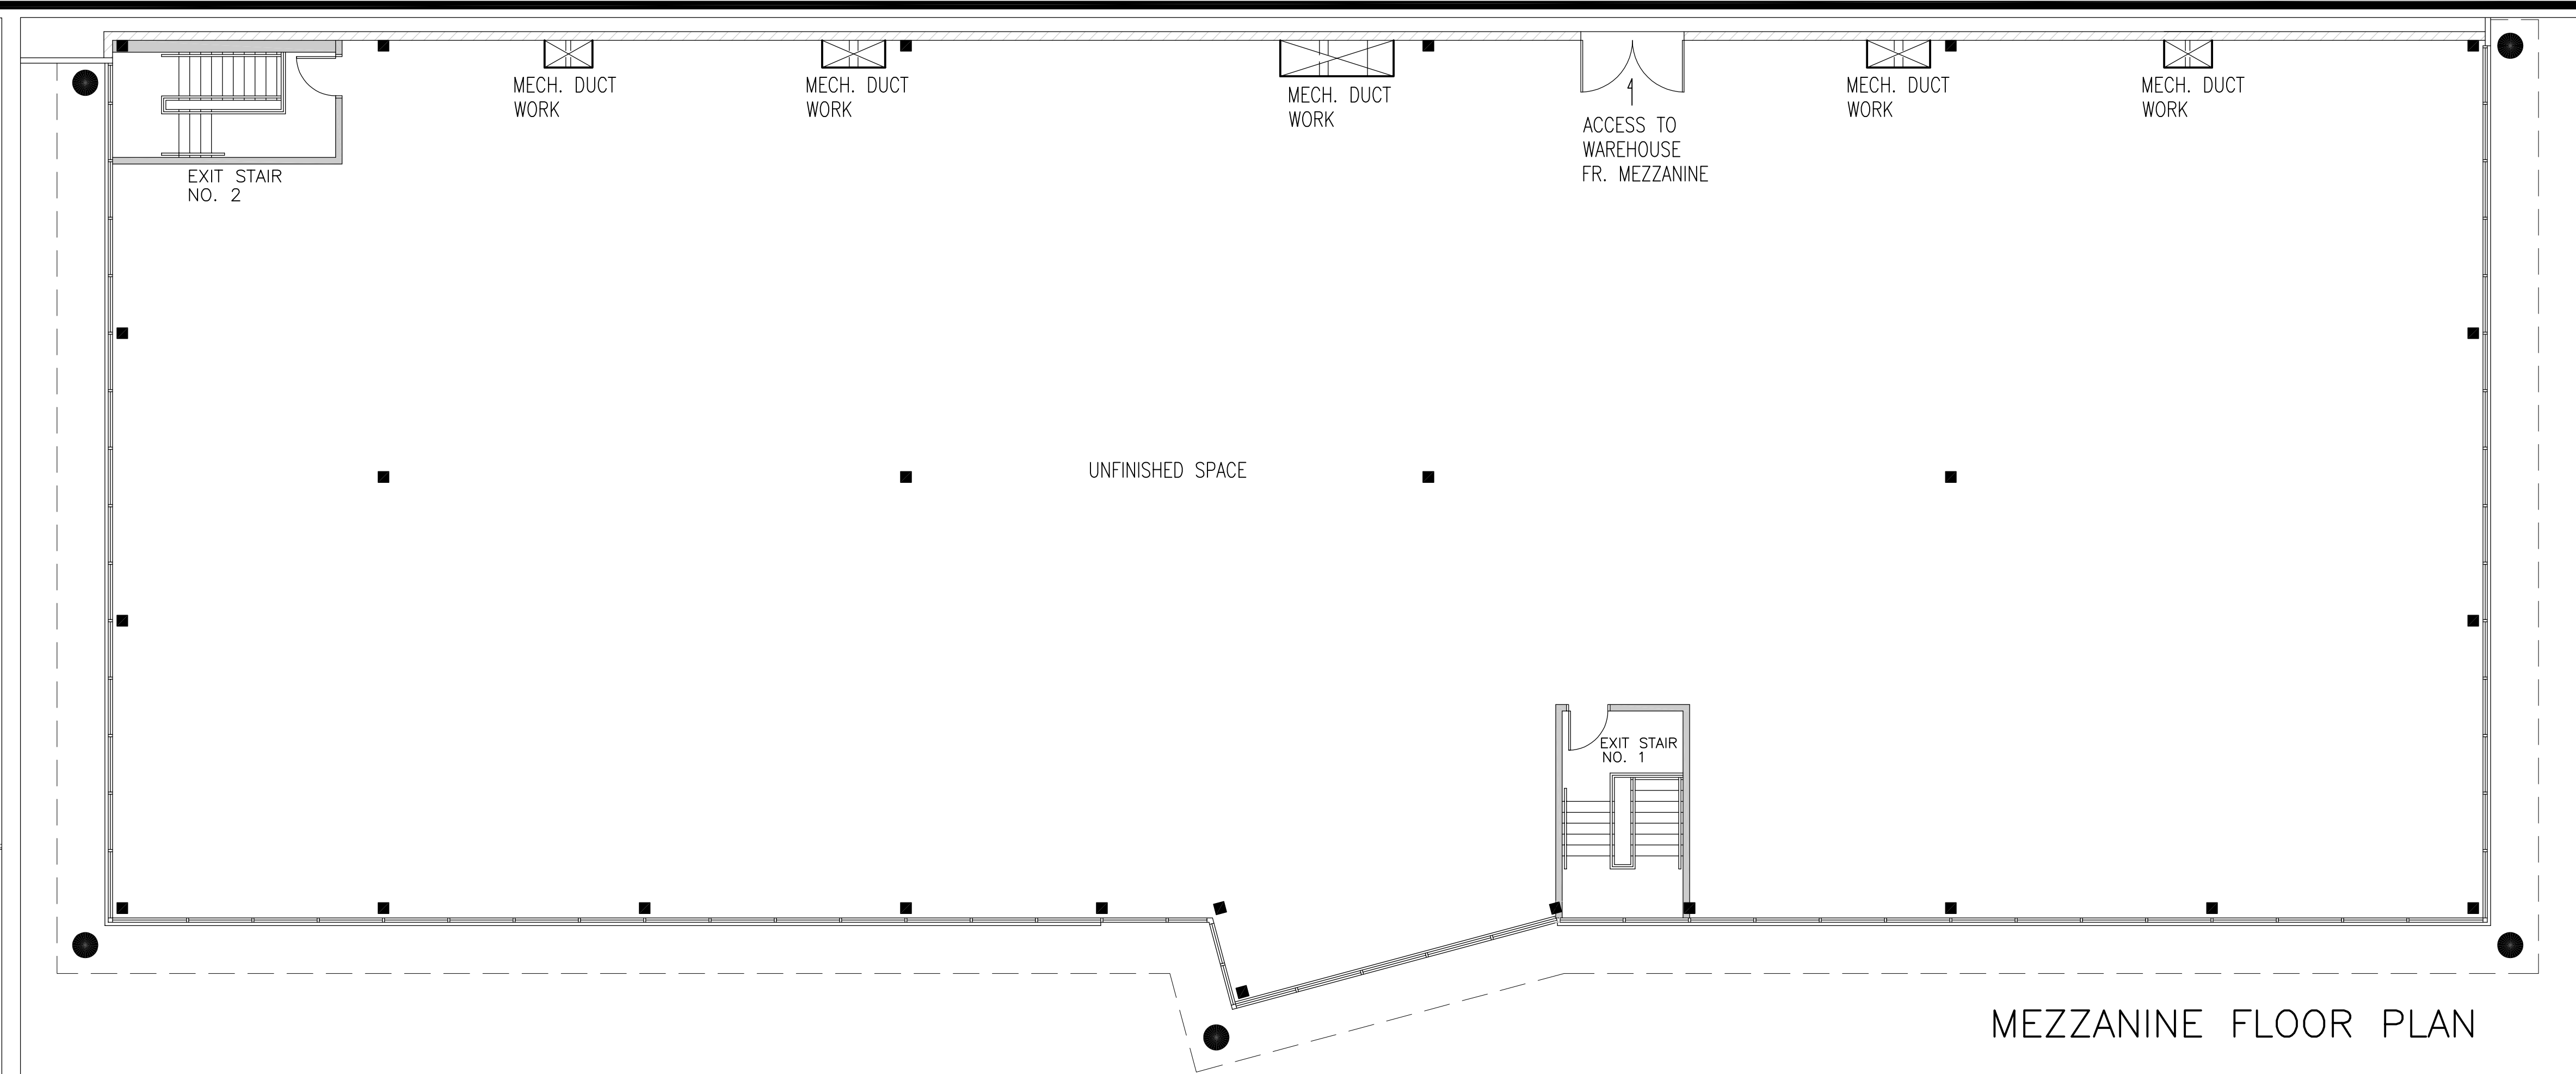 MECH. DUCT
WORK
MECH. DUCT
WORK
MECH. DUCT
WORK
ACCESS TO
WAREHOUSE
FR. MEZZANINE
MECH. DUCT
WORK
MECH. DUCT
WORK
EXIT STAIR
NO. 2
UNFINISHED SPACE
EXIT STAIR
NO. 1
MEZZANINE FLOOR PLAN